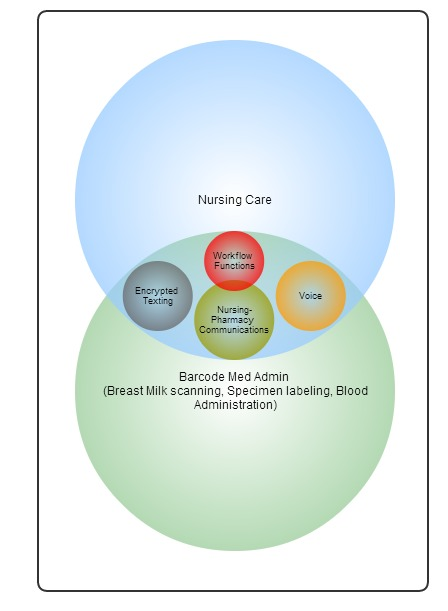 Nursing Care
Workflow
Functions
Encrypted
Texting
Voice
Nursing-
Pharmacy
Communications
Barcode Med Admin
(Breast Milk scanning, Specimen labeling, Blood
Administration)